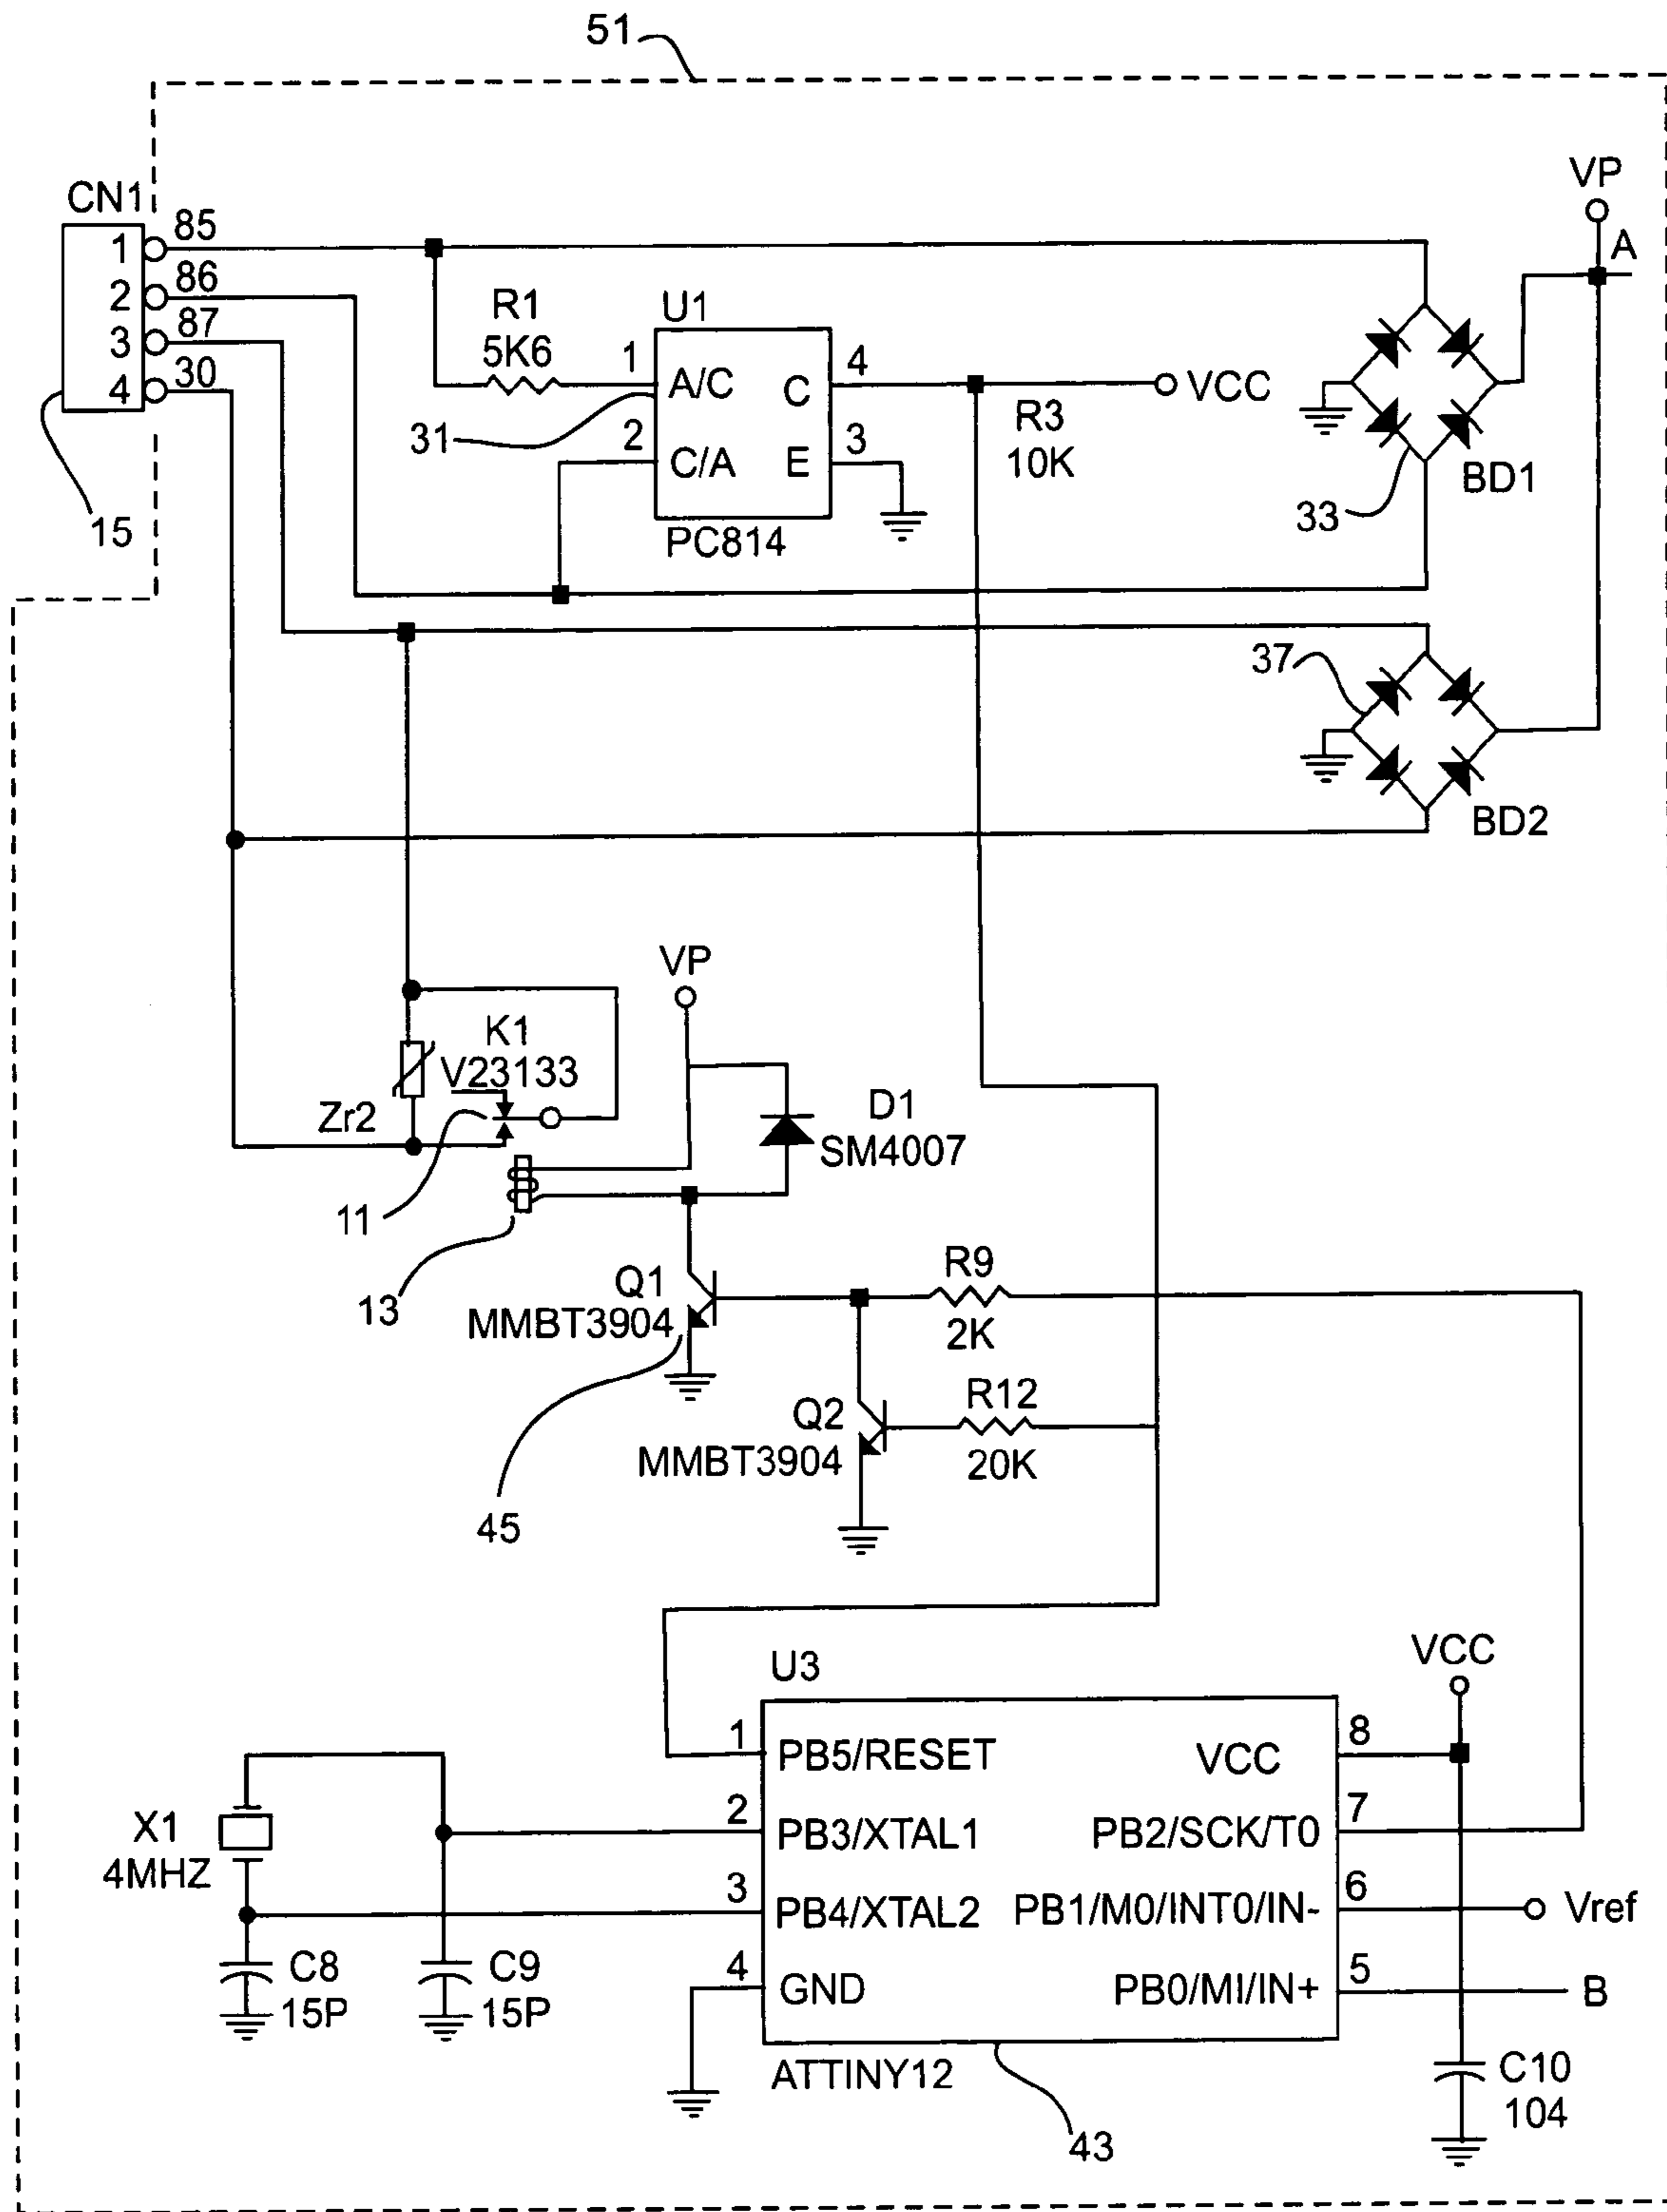 51
CN1
VP
A
1 85
2 86
3 87
4 30
15
R1
5K6
U1
1
A/C
2
C/A
C
4
E
3
PC814
31
VCC
R3
10K
33
BD1
37
BD2
VP
K1
V23133
Zr2
D1
SM4007
11
13
Q1
MMBT3904
R9
2K
Q2
MMBT3904
R12
20K
45
U3
VCC
1 PB5/RESET
VCC 8
2 PB3/XTAL1
PB2/SCK/T0 7
3 PB4/XTAL2
PB1/M0/INT0/IN- 6
Vref
4 GND
PB0/MI/IN+ 5
B
X1
4MHZ
C8
15P
C9
15P
ATTINY12
C10
104
43